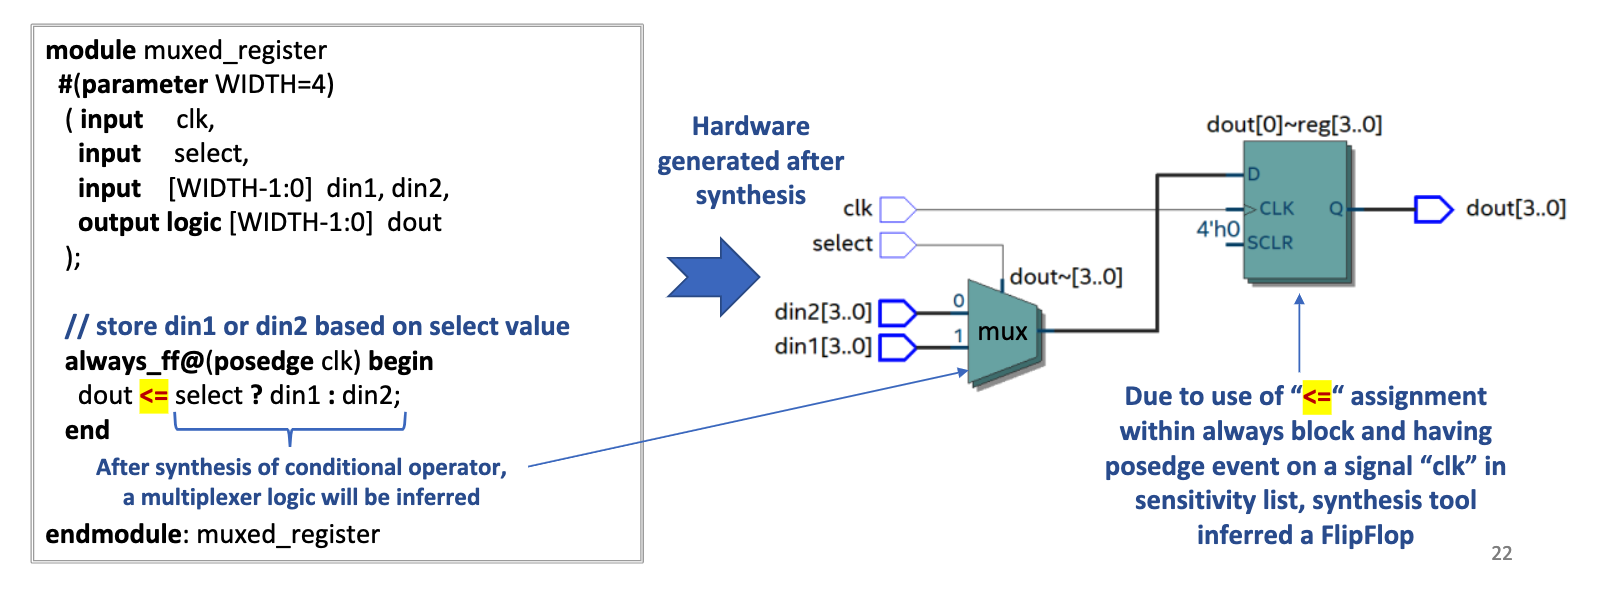 module muxed_register
#(parameter WIDTH=4)
( input clk,
input select,
input [WIDTH-1:0] din1, din2,
output logic [WIDTH-1:0] dout
);
// store din1 or din2 based on select value
always_ff@(posedge clk) begin
dout <= select ? din1 : din2;
end
After synthesis of conditional operator,
a multiplexer logic will be inferred
endmodule: muxed_register
Hardware
generated after
synthesis
clk
select
din2[3..0]
din1[3..0]
0
1
mux
dout~[3..0]
dout[0]~reg[3..0]
D
CLK
Q
4'h0
SCLR
dout[3..0]
Due to use of “<=“ assignment
within always block and having
posedge event on a signal “clk” in
sensitivity list, synthesis tool
inferred a FlipFlop
22